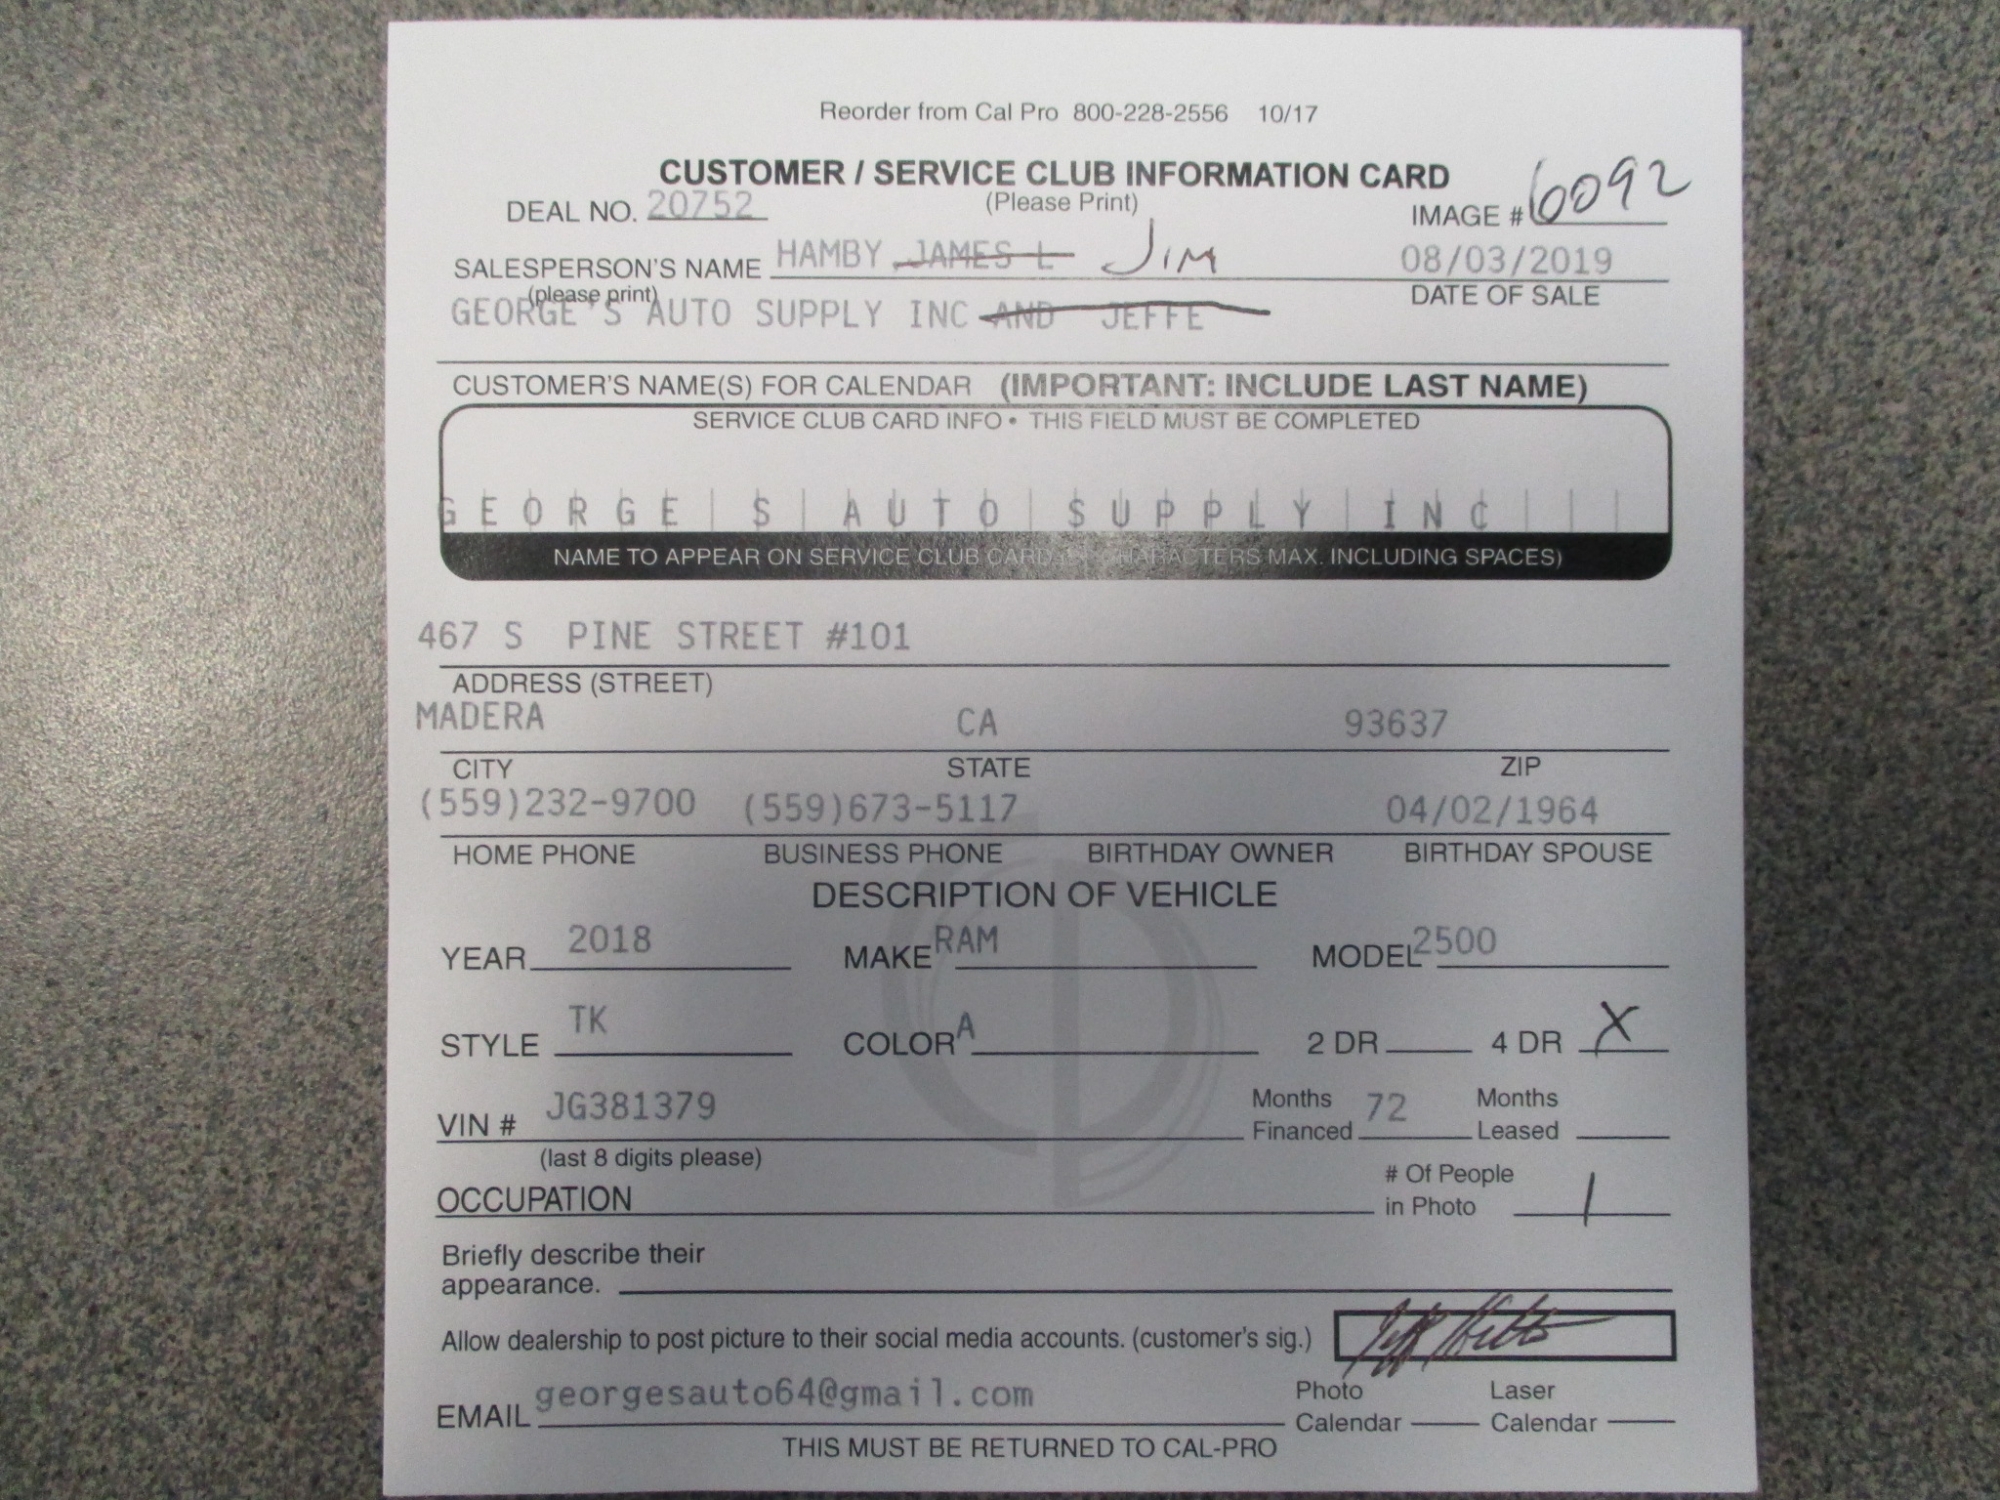 Reorder from Cal Pro 800-228-2556 10/17
CUSTOMER / SERVICE CLUB INFORMATION CARD
DEAL NO. 20752 (Please Print) IMAGE # 6092
SALESPERSON'S NAME HAMBY JAMES L JIM 08/03/2019
(please print) DATE OF SALE
GEORGE'S AUTO SUPPLY INC AND JEFFE
CUSTOMER'S NAME(S) FOR CALENDAR (IMPORTANT: INCLUDE LAST NAME)
SERVICE CLUB CARD INFO • THIS FIELD MUST BE COMPLETED
GEORGE S AUTO SUPPLY INC
NAME TO APPEAR ON SERVICE CLUB CARD CHARACTERS MAX. INCLUDING SPACES)
467 S PINE STREET #101
ADDRESS (STREET)
MADERA CA 93637
CITY STATE ZIP
(559)232-9700 (559)673-5117 04/02/1964
HOME PHONE BUSINESS PHONE BIRTHDAY OWNER BIRTHDAY SPOUSE
DESCRIPTION OF VEHICLE
YEAR 2018 MAKE RAM MODEL 2500
STYLE TK COLOR A 2 DR 4 DR X
VIN # JG381379 Months Financed 72 Months Leased
(last 8 digits please)
OCCUPATION # Of People in Photo 1
Briefly describe their
appearance.
Allow dealership to post picture to their social media accounts. (customer's sig.)
EMAIL georgesauto64@gmail.com Photo Calendar Laser Calendar
THIS MUST BE RETURNED TO CAL-PRO